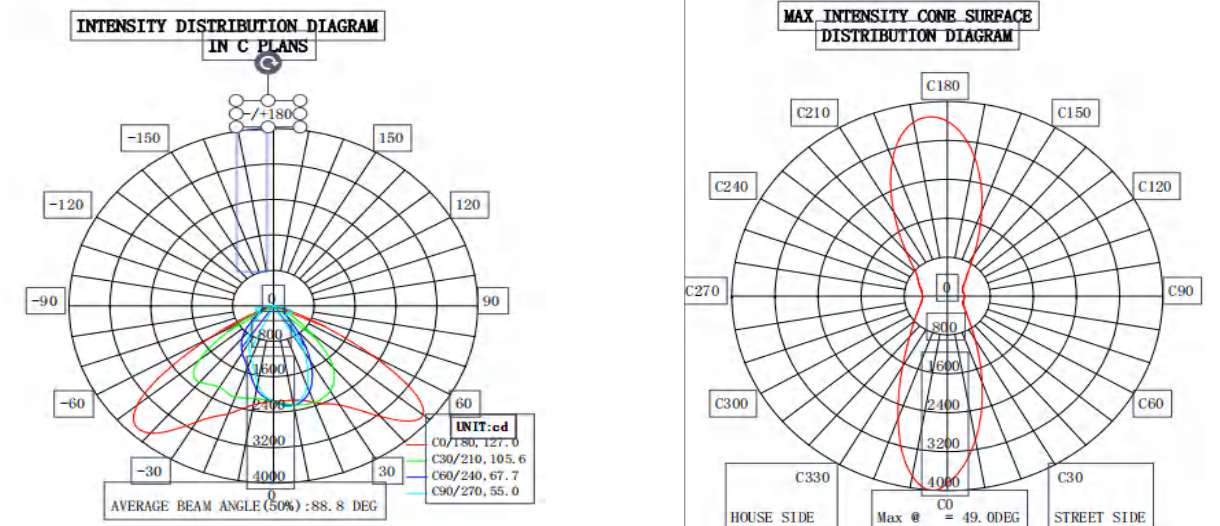 INTENSITY DISTRIBUTION DIAGRAM
IN C PLANS
-/+180
-150
150
-120
120
-90
90
-60
60
-30
30
0
800
1600
2400
3200
4000
0
UNIT:cd
C0/180,127.0
C30/210,105.6
C60/240,67.7
C90/270,55.0
AVERAGE BEAM ANGLE(50%):88.8 DEG
MAX INTENSITY CONE SURFACE
DISTRIBUTION DIAGRAM
C180
C210
C150
C240
C120
C270
C90
C300
C60
C330
C30
0
800
1600
2400
3200
4000
C0
HOUSE SIDE
Max @ = 49.0DEG
STREET SIDE